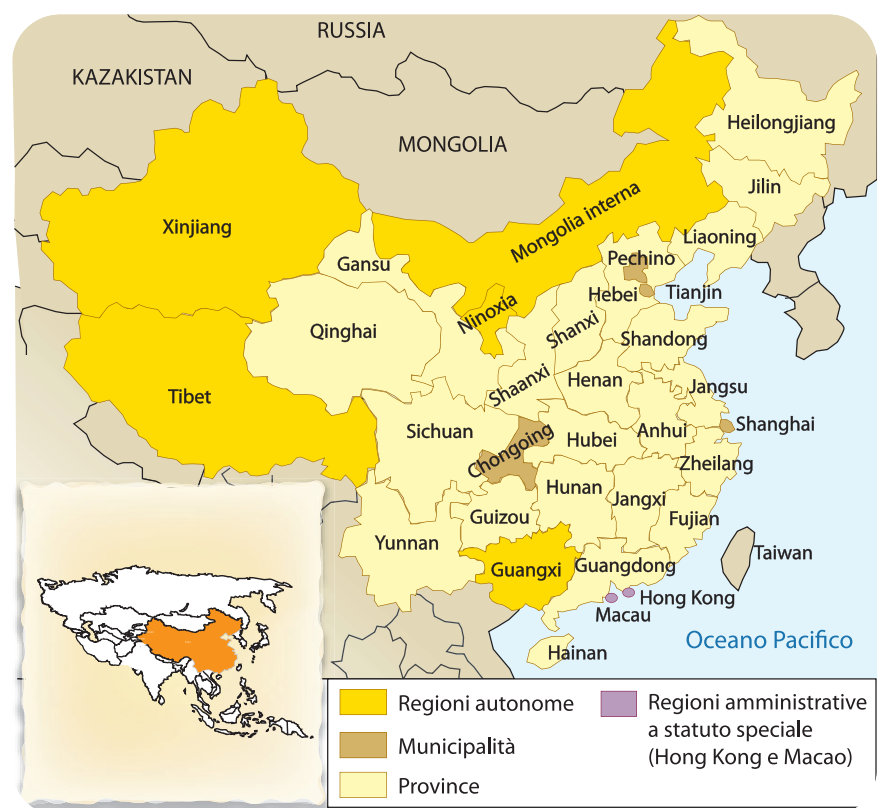 RUSSIA
KAZAKISTAN
MONGOLIA
Heilongjiang
Jilin
Xinjiang
Mongolia interna
Liaoning
Pechino
Gansu
Hebei
Tianjin
Ninoxia
Qinghai
Shanxi
Shandong
Shaanxi
Henan
Jangsu
Tibet
Sichuan
Chongoing
Hubei
Anhui
Shanghai
Zheilang
Hunan
Jangxi
Guizou
Fujian
Yunnan
Taiwan
Guangxi
Guangdong
Hong Kong
Macau
Oceano Pacifico
Hainan
Regioni autonome
Municipalità
Province
Regioni amministrative
a statuto speciale
(Hong Kong e Macao)